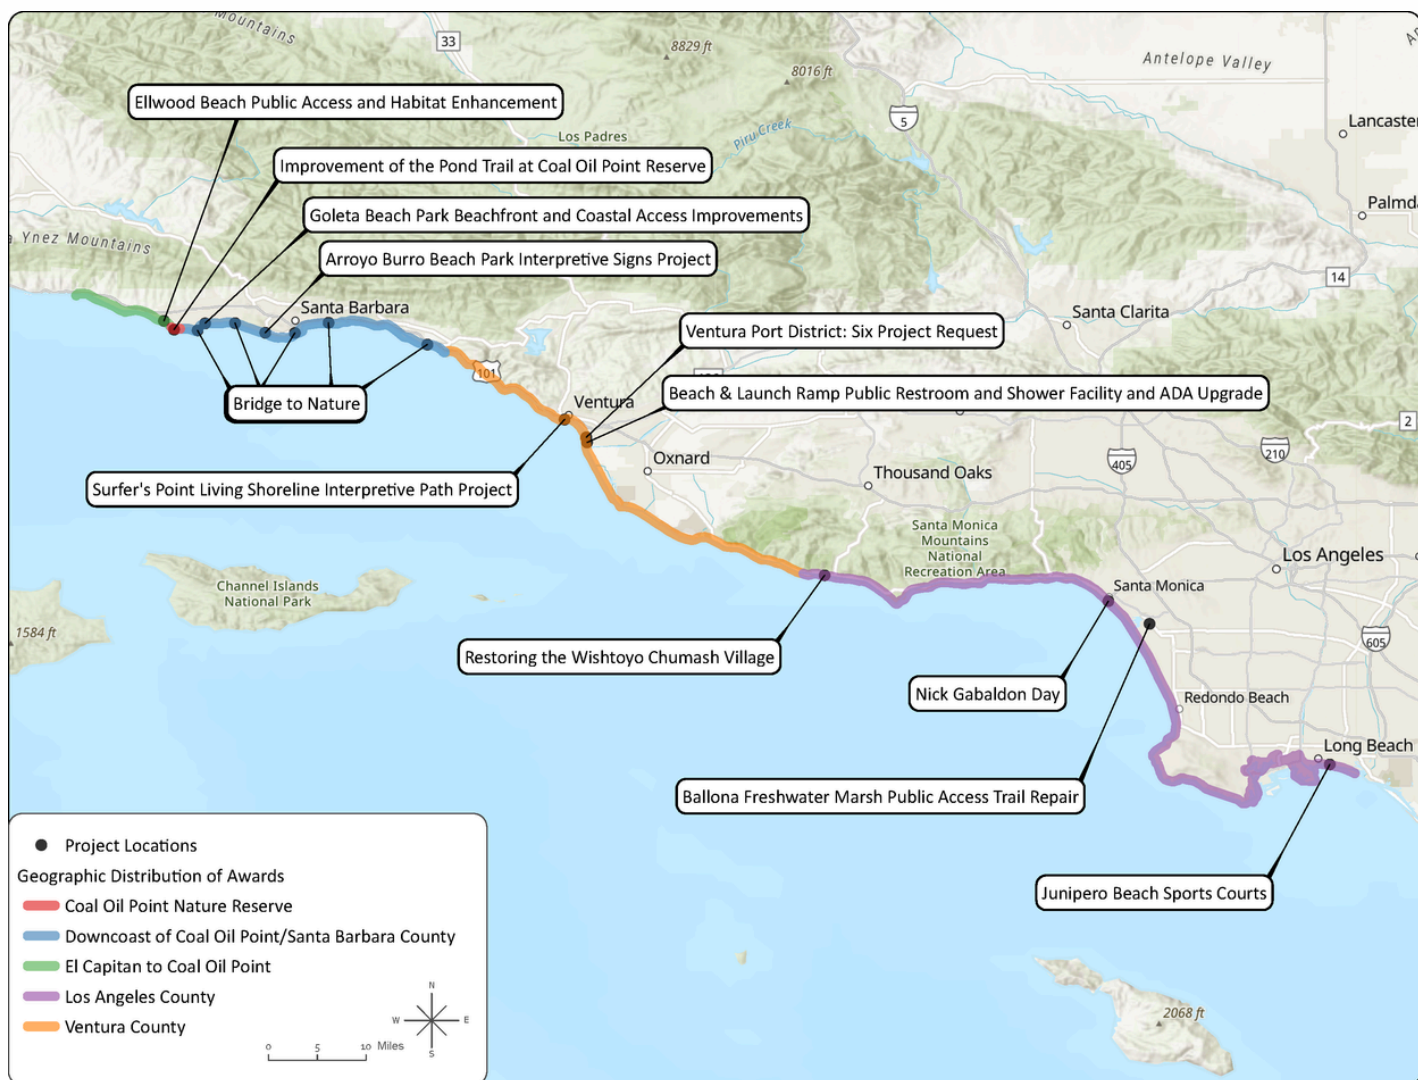 Mountains
33
8829 ft
8016 ft
Antelope Valley
Ellwood Beach Public Access and Habitat Enhancement
5
Lancaster
Los Padres
Piru Creek
Improvement of the Pond Trail at Coal Oil Point Reserve
Goleta Beach Park Beachfront and Coastal Access Improvements
Palmda
a Ynez Mountains
Arroyo Burro Beach Park Interpretive Signs Project
14
Santa Barbara
Santa Clarita
Ventura Port District: Six Project Request
101
Beach & Launch Ramp Public Restroom and Shower Facility and ADA Upgrade
Bridge to Nature
Ventura
2
Oxnard
Thousand Oaks
405
210
Surfer's Point Living Shoreline Interpretive Path Project
Santa Monica
Mountains
National
Recreation Area
Los Angeles
Channel Islands
National Park
Santa Monica
1584 ft
605
Restoring the Wishtoyo Chumash Village
Nick Gabaldon Day
Redondo Beach
Long Beach
Ballona Freshwater Marsh Public Access Trail Repair
Junipero Beach Sports Courts
2068 ft
Project Locations
Geographic Distribution of Awards
Coal Oil Point Nature Reserve
Downcoast of Coal Oil Point/Santa Barbara County
El Capitan to Coal Oil Point
Los Angeles County
Ventura County
N
W E
S
0 5 10 Miles